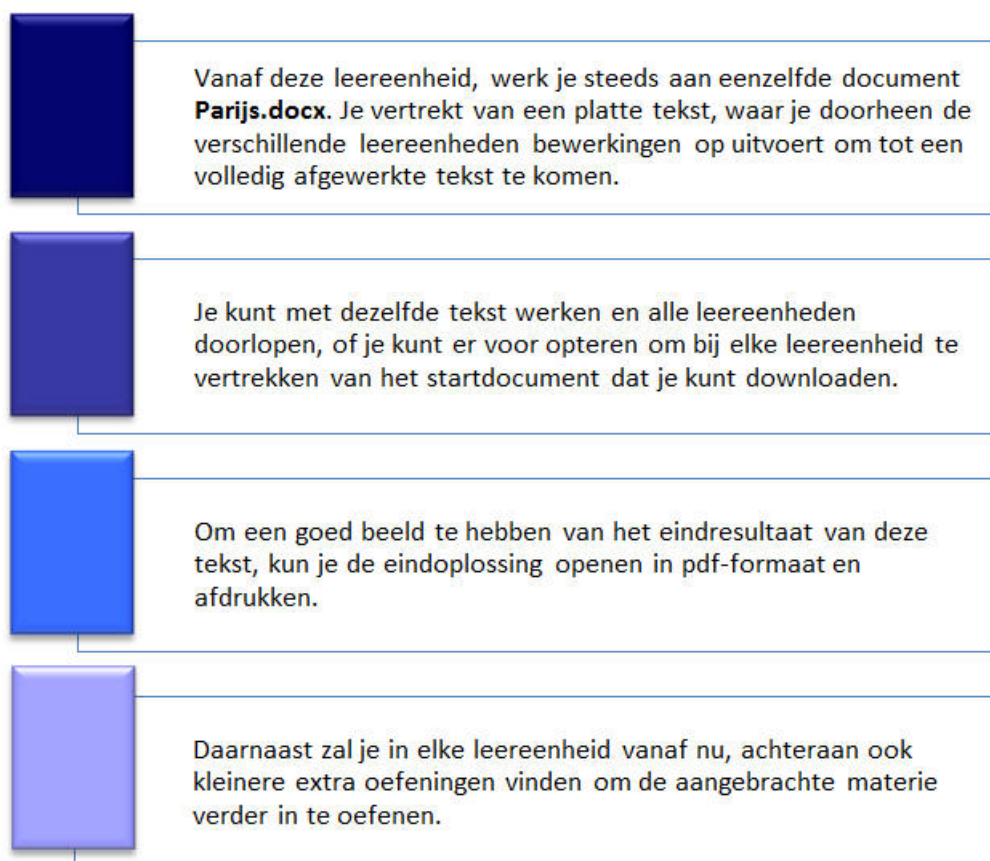 Vanaf deze leereenheid, werk je steeds aan eenzelfde document
Parijs.docx. Je vertrekt van een platte tekst, waar je doorheen de
verschillende leereenheden bewerkingen op uitvoert om tot een
volledig afgewerkte tekst te komen.
Je kunt met dezelfde tekst werken en alle leereenheden
doorlopen, of je kunt er voor opteren om bij elke leereenheid te
vertrekken van het startdocument dat je kunt downloaden.
Om een goed beeld te hebben van het eindresultaat van deze
tekst, kun je de eindoplossing openen in pdf-formaat en
afdrukken.
Daarnaast zal je in elke leereenheid vanaf nu, achteraan ook
kleinere extra oefeningen vinden om de aangebrachte materie
verder in te oefenen.